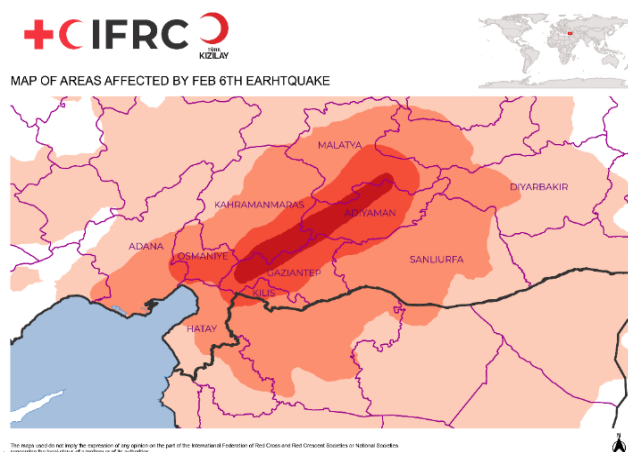 IFRC
TÜRK
KIZILAY
MAP OF AREAS AFFECTED BY FEB 6TH EARHTQUAKE
MALATYA
DIYARBAKIR
KAHRAMANMARAS
ADIYAMAN
ADANA
OSMANIYE
SANLIURFA
GAZIANTEP
KILIS
HATAY
N
The maps used do not imply the expression of any opinion on the part of the International Federation of Red Cross and Red Crescent Societies or National Societies